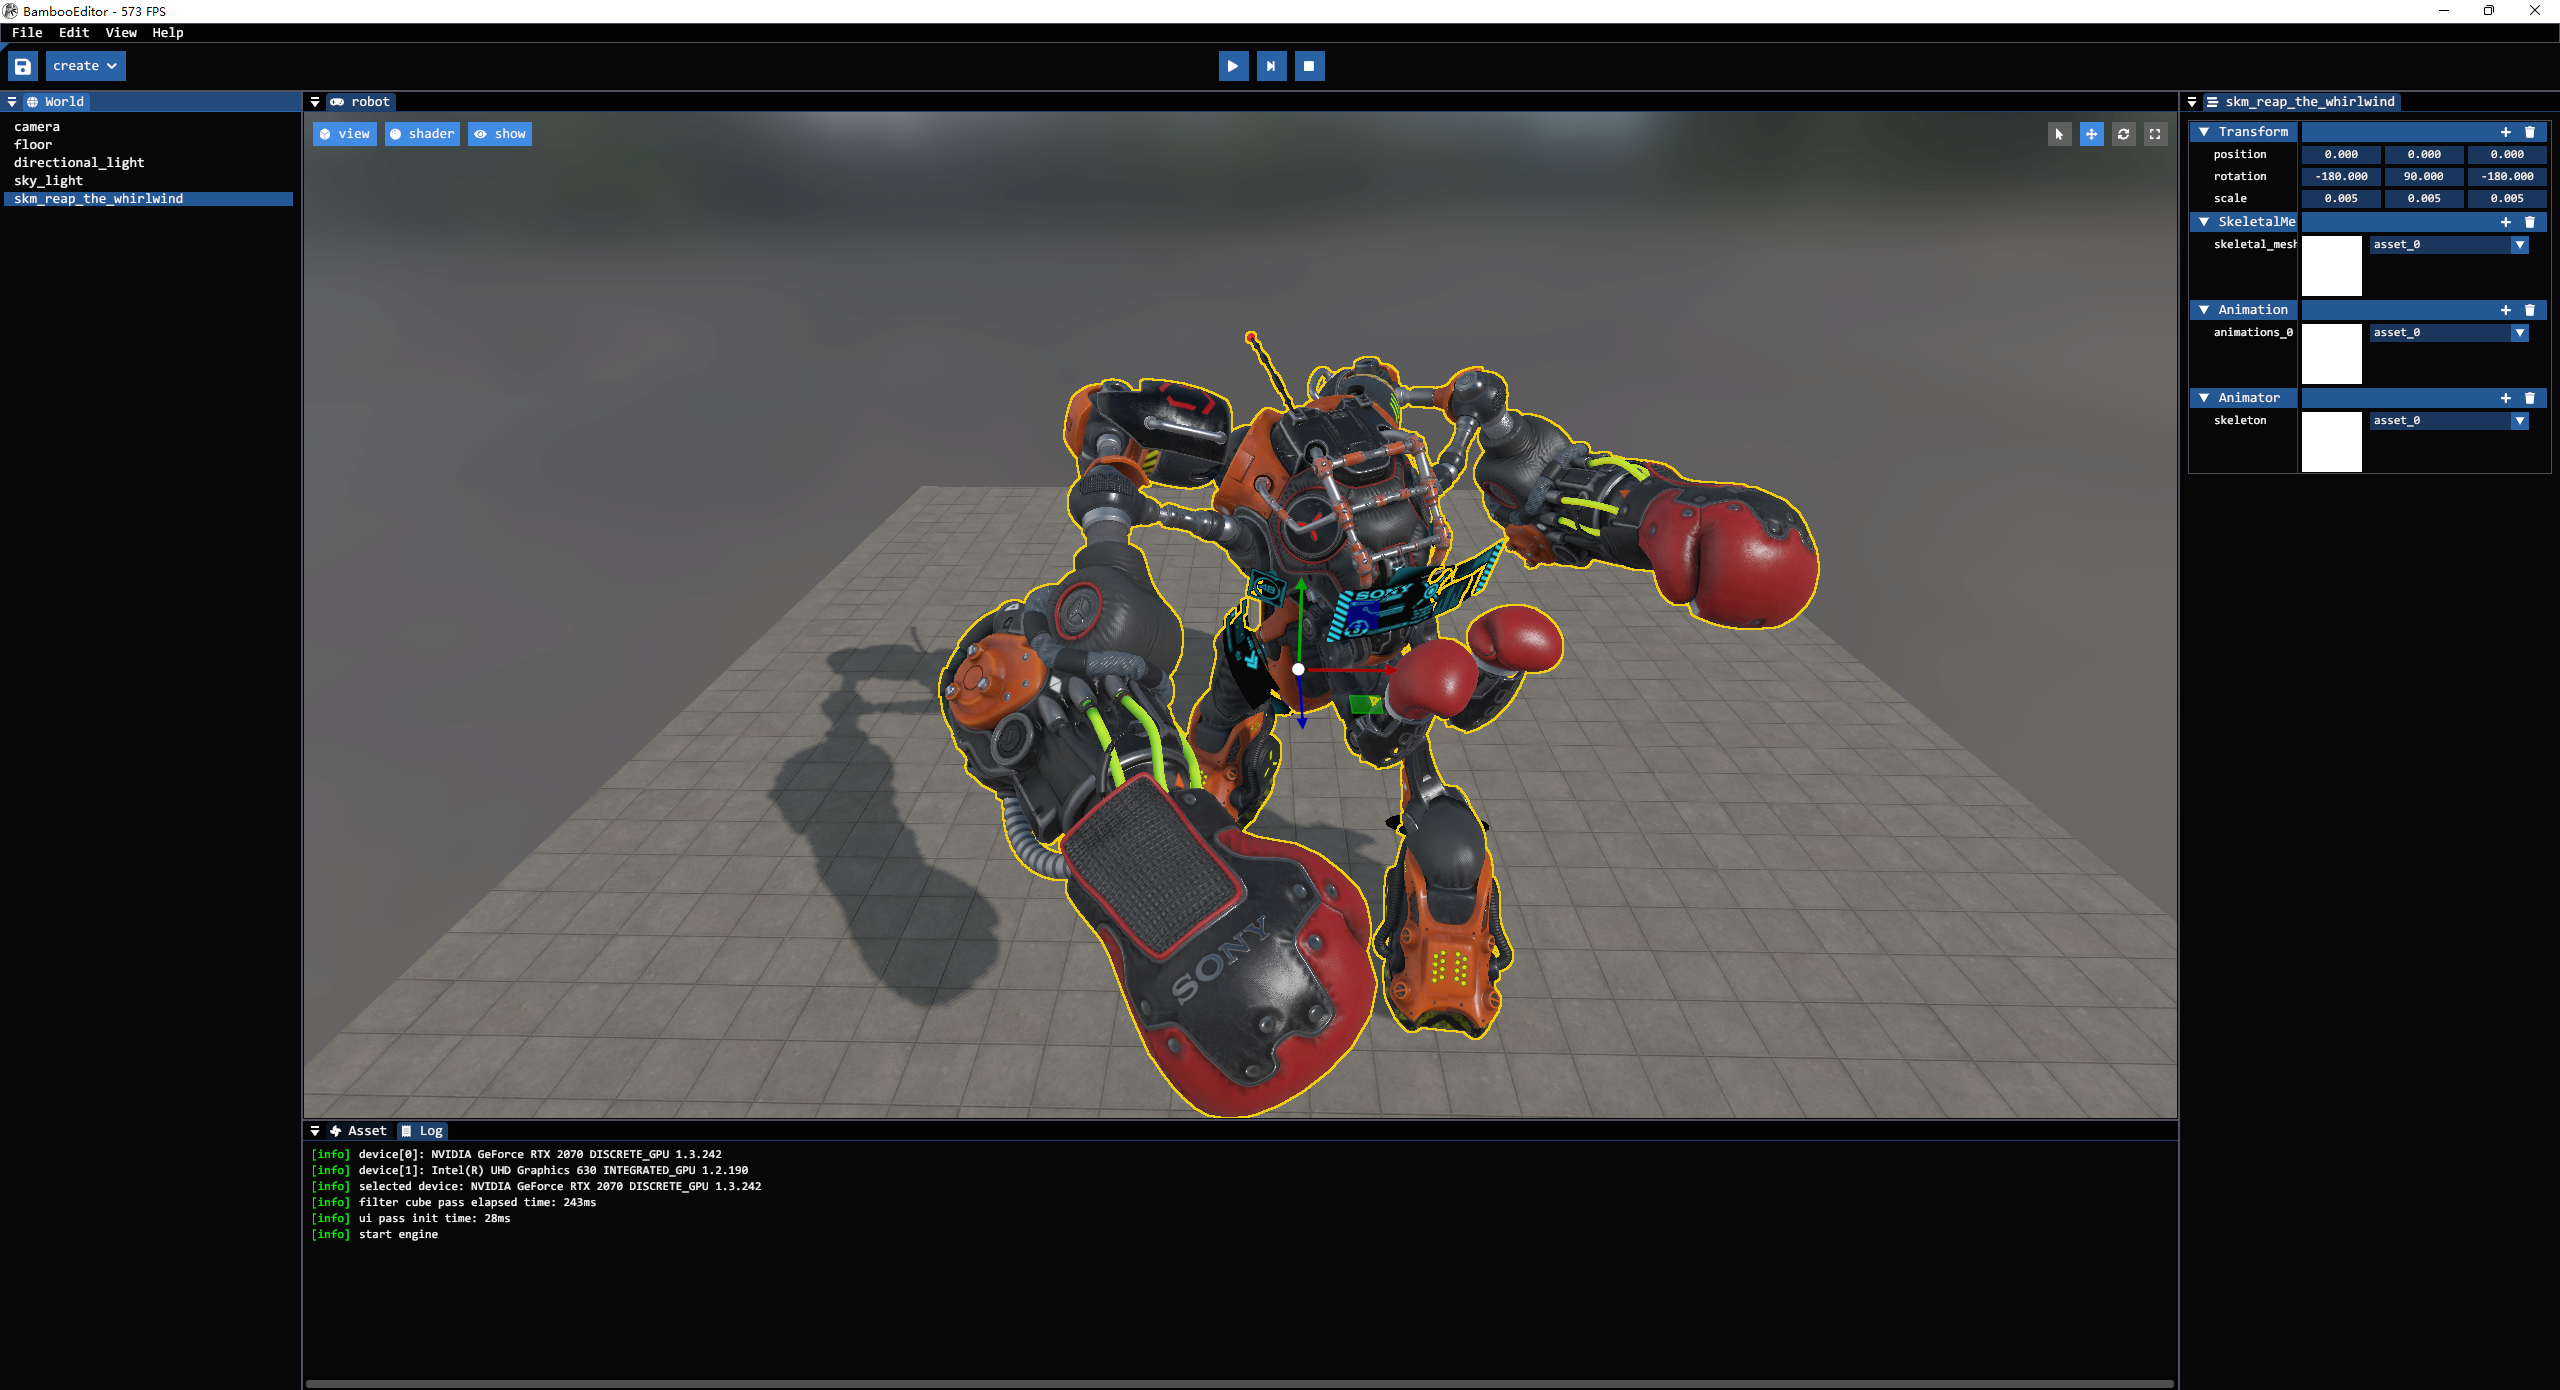 BambooEditor - 573 FPS
File Edit View Help
create
World
camera
floor
directional_light
sky_light
skm_reap_the_whirlwind
robot
view shader show
SONY
SONY
skm_reap_the_whirlwind
Transform
position 0.000 0.000 0.000
rotation -180.000 90.000 -180.000
scale 0.005 0.005 0.005
SkeletalMe
skeletal_mesh asset_0
Animation
animations_0 asset_0
Animator
skeleton asset_0
Asset Log
[info] device[0]: NVIDIA GeForce RTX 2070 DISCRETE_GPU 1.3.242
[info] device[1]: Intel(R) UHD Graphics 630 INTEGRATED_GPU 1.2.190
[info] selected device: NVIDIA GeForce RTX 2070 DISCRETE_GPU 1.3.242
[info] filter cube pass elapsed time: 243ms
[info] ui pass init time: 28ms
[info] start engine